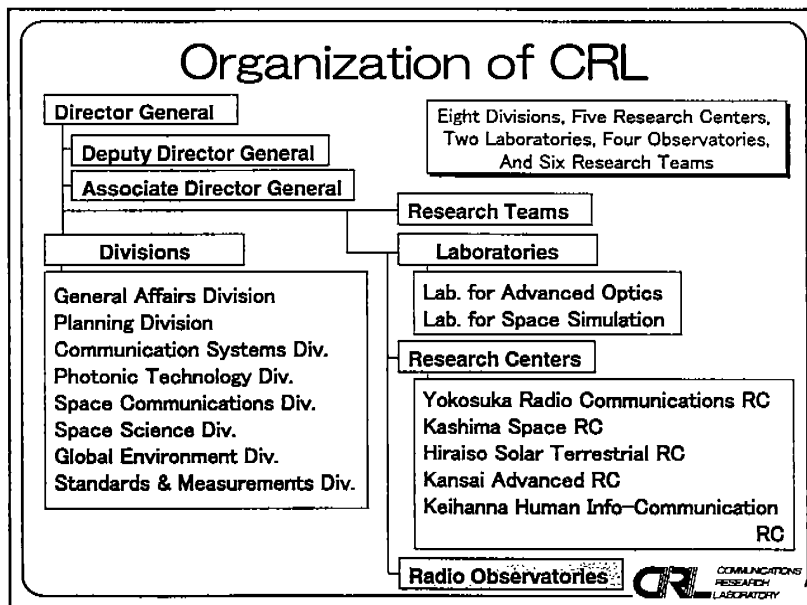 Organization of CRL
Director General
Deputy Director General
Associate Director General
Eight Divisions, Five Research Centers,
Two Laboratories, Four Observatories,
And Six Research Teams
Divisions
General Affairs Division
Planning Division
Communication Systems Div.
Photonic Technology Div.
Space Communications Div.
Space Science Div.
Global Environment Div.
Standards & Measurements Div.
Research Teams
Laboratories
Lab. for Advanced Optics
Lab. for Space Simulation
Research Centers
Yokosuka Radio Communications RC
Kashima Space RC
Hiraiso Solar Terrestrial RC
Kansai Advanced RC
Keihanna Human Info-Communication
RC
Radio Observatories
CRL
COMMUNICATIONS
RESEARCH
LABORATORY